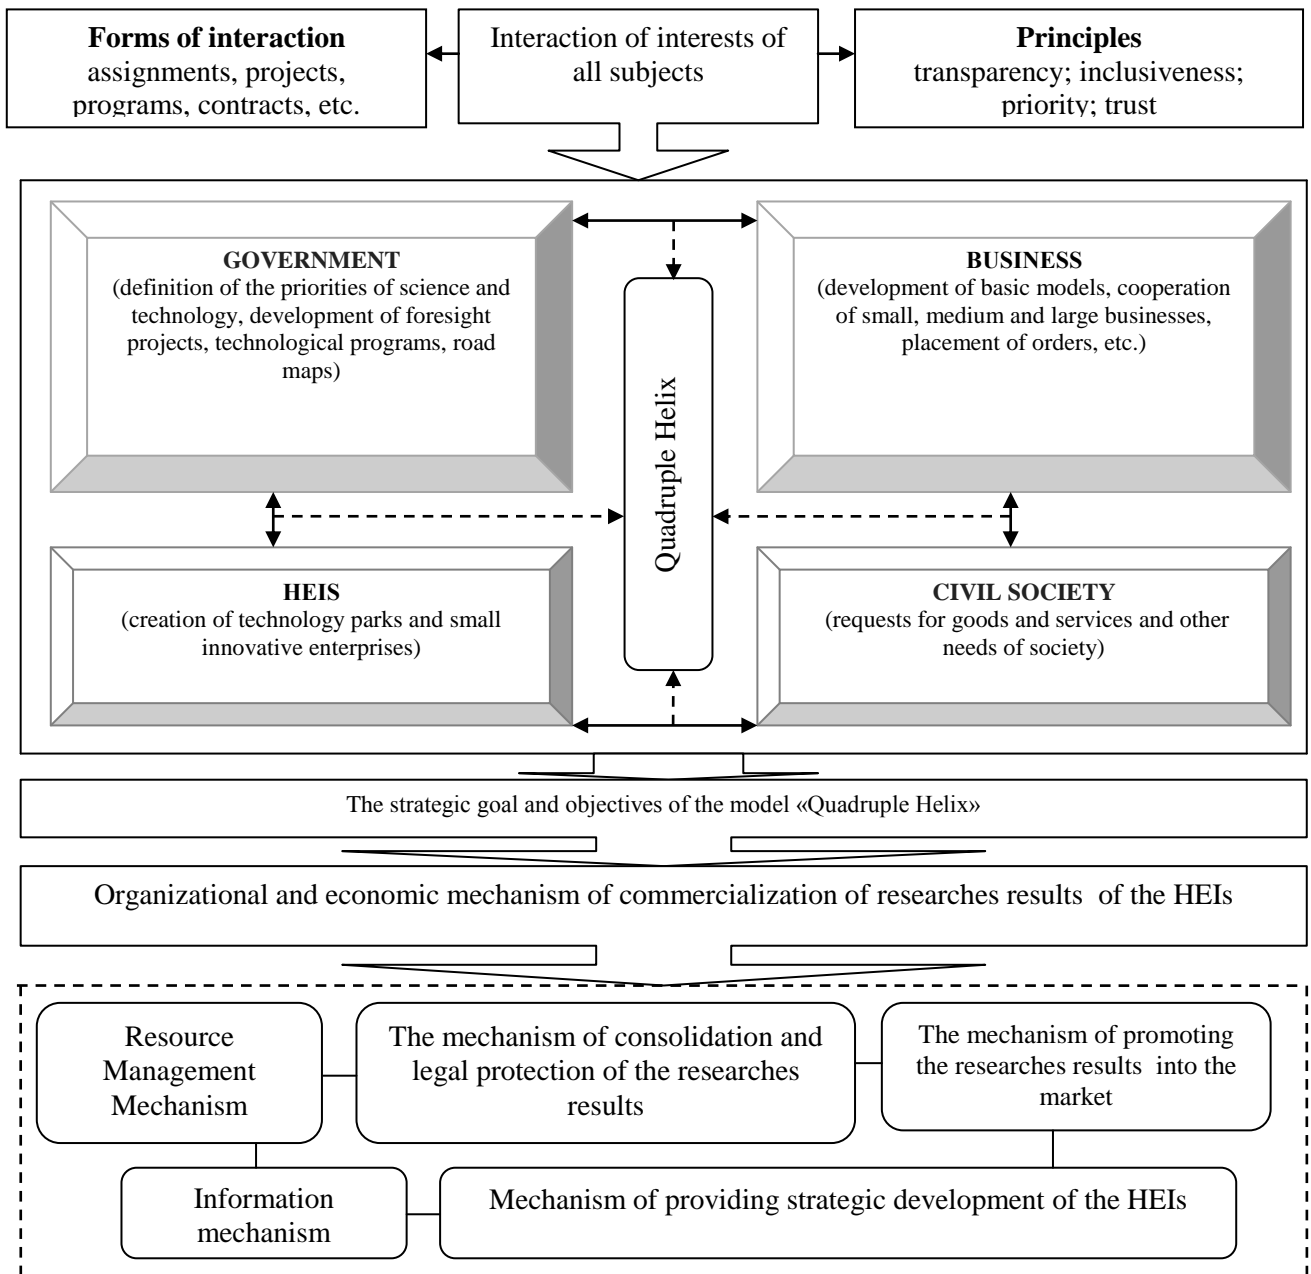 Forms of interaction
assignments, projects,
programs, contracts, etc.
Interaction of interests of
all subjects
Principles
transparency; inclusiveness;
priority; trust
GOVERNMENT
(definition of the priorities of science and
technology, development of foresight
projects, technological programs, road
maps)
BUSINESS
(development of basic models, cooperation
of small, medium and large businesses,
placement of orders, etc.)
Quadruple Helix
HEIS
(creation of technology parks and small
innovative enterprises)
CIVIL SOCIETY
(requests for goods and services and other
needs of society)
The strategic goal and objectives of the model «Quadruple Helix»
Organizational and economic mechanism of commercialization of researches results of the HEIs
Resource
Management
Mechanism
The mechanism of consolidation and
legal protection of the researches
results
The mechanism of promoting
the researches results into the
market
Information
mechanism
Mechanism of providing strategic development of the HEIs